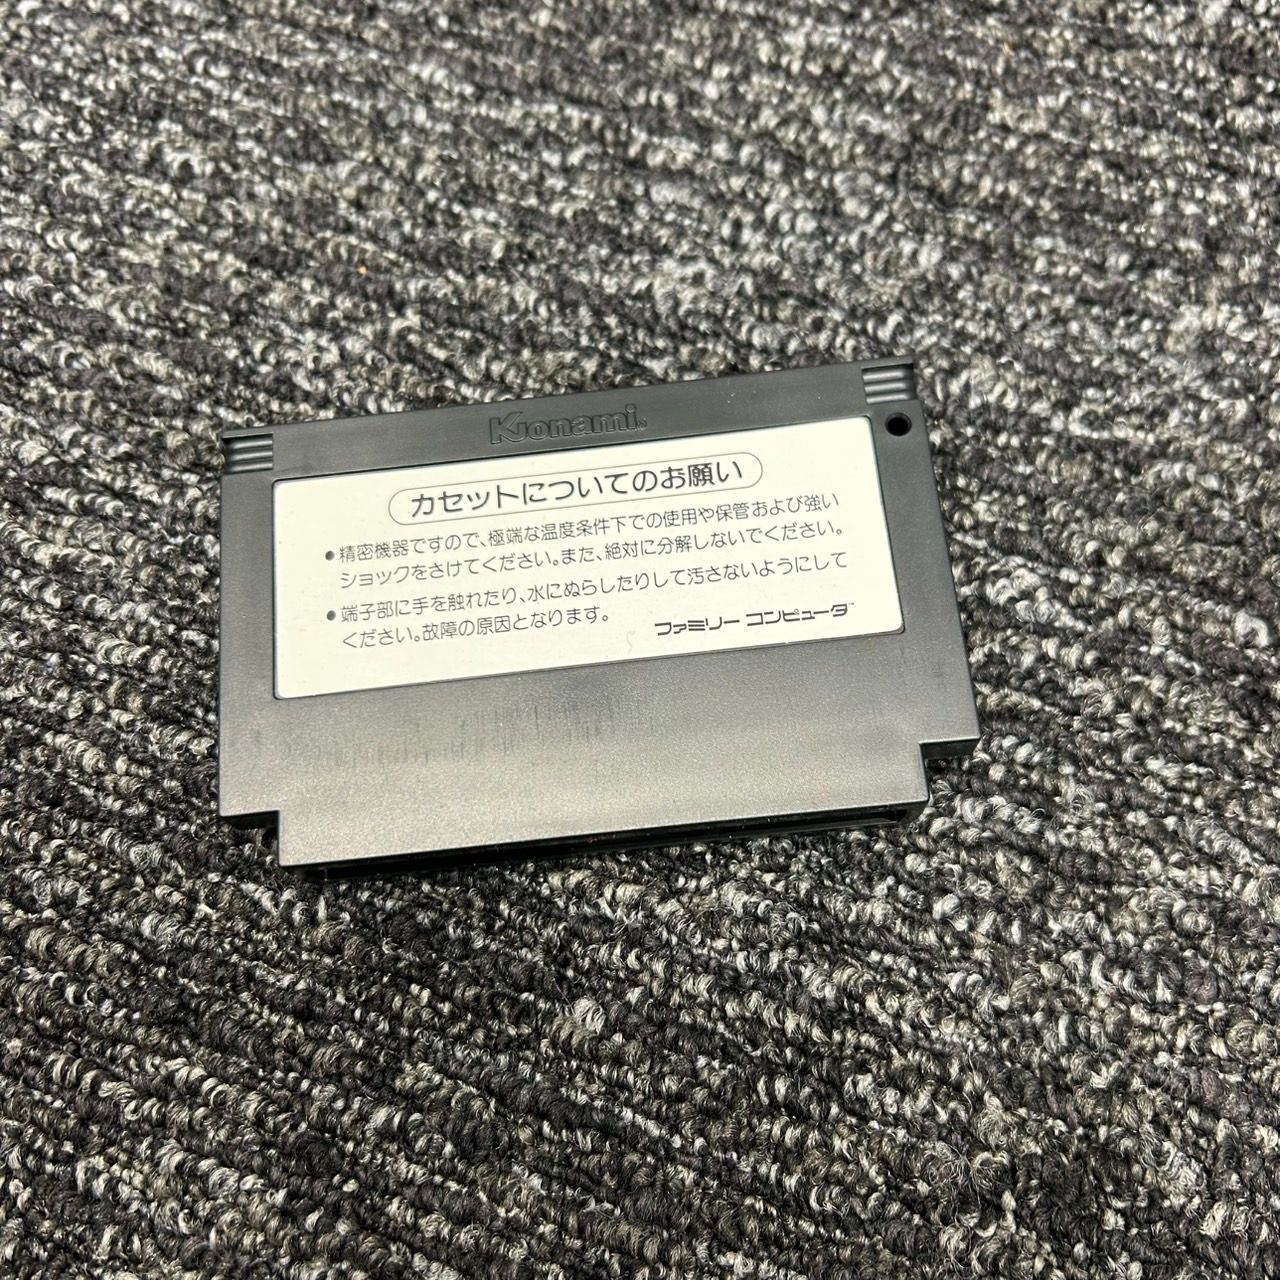 Konami
カセットについてのお願い
●精密機器ですので、極端な温度条件下での使用や保管および強い
ショックをさけてください。また、絶対に分解しないでください。
●端子部に手を触れたり、水にぬらしたりして汚さないようにして
ください。故障の原因となります。
ファミリー コンピュータ™